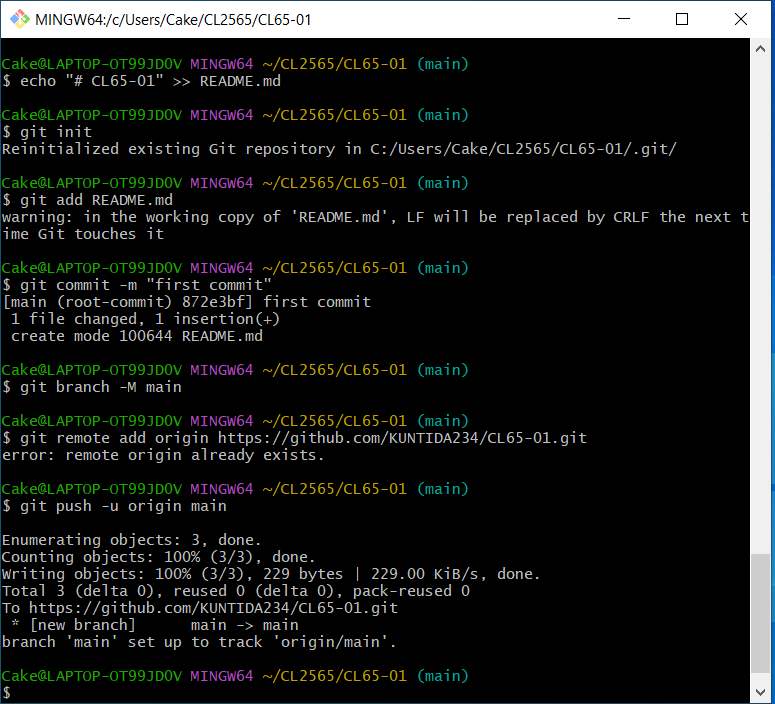 MINGW64:/c/Users/Cake/CL2565/CL65-01
Cake@LAPTOP-OT99JD0V MINGW64 ~/CL2565/CL65-01 (main)
$ echo "# CL65-01" >> README.md
Cake@LAPTOP-OT99JD0V MINGW64 ~/CL2565/CL65-01 (main)
$ git init
Reinitialized existing Git repository in C:/Users/Cake/CL2565/CL65-01/.git/
Cake@LAPTOP-OT99JD0V MINGW64 ~/CL2565/CL65-01 (main)
$ git add README.md
warning: in the working copy of 'README.md', LF will be replaced by CRLF the next t
ime Git touches it
Cake@LAPTOP-OT99JD0V MINGW64 ~/CL2565/CL65-01 (main)
$ git commit -m "first commit"
[main (root-commit) 872e3bf] first commit
 1 file changed, 1 insertion(+)
 create mode 100644 README.md
Cake@LAPTOP-OT99JD0V MINGW64 ~/CL2565/CL65-01 (main)
$ git branch -M main
Cake@LAPTOP-OT99JD0V MINGW64 ~/CL2565/CL65-01 (main)
$ git remote add origin https://github.com/KUNTIDA234/CL65-01.git
error: remote origin already exists.
Cake@LAPTOP-OT99JD0V MINGW64 ~/CL2565/CL65-01 (main)
$ git push -u origin main
Enumerating objects: 3, done.
Counting objects: 100% (3/3), done.
Writing objects: 100% (3/3), 229 bytes | 229.00 KiB/s, done.
Total 3 (delta 0), reused 0 (delta 0), pack-reused 0
To https://github.com/KUNTIDA234/CL65-01.git
 * [new branch]      main -> main
branch 'main' set up to track 'origin/main'.
Cake@LAPTOP-OT99JD0V MINGW64 ~/CL2565/CL65-01 (main)
$